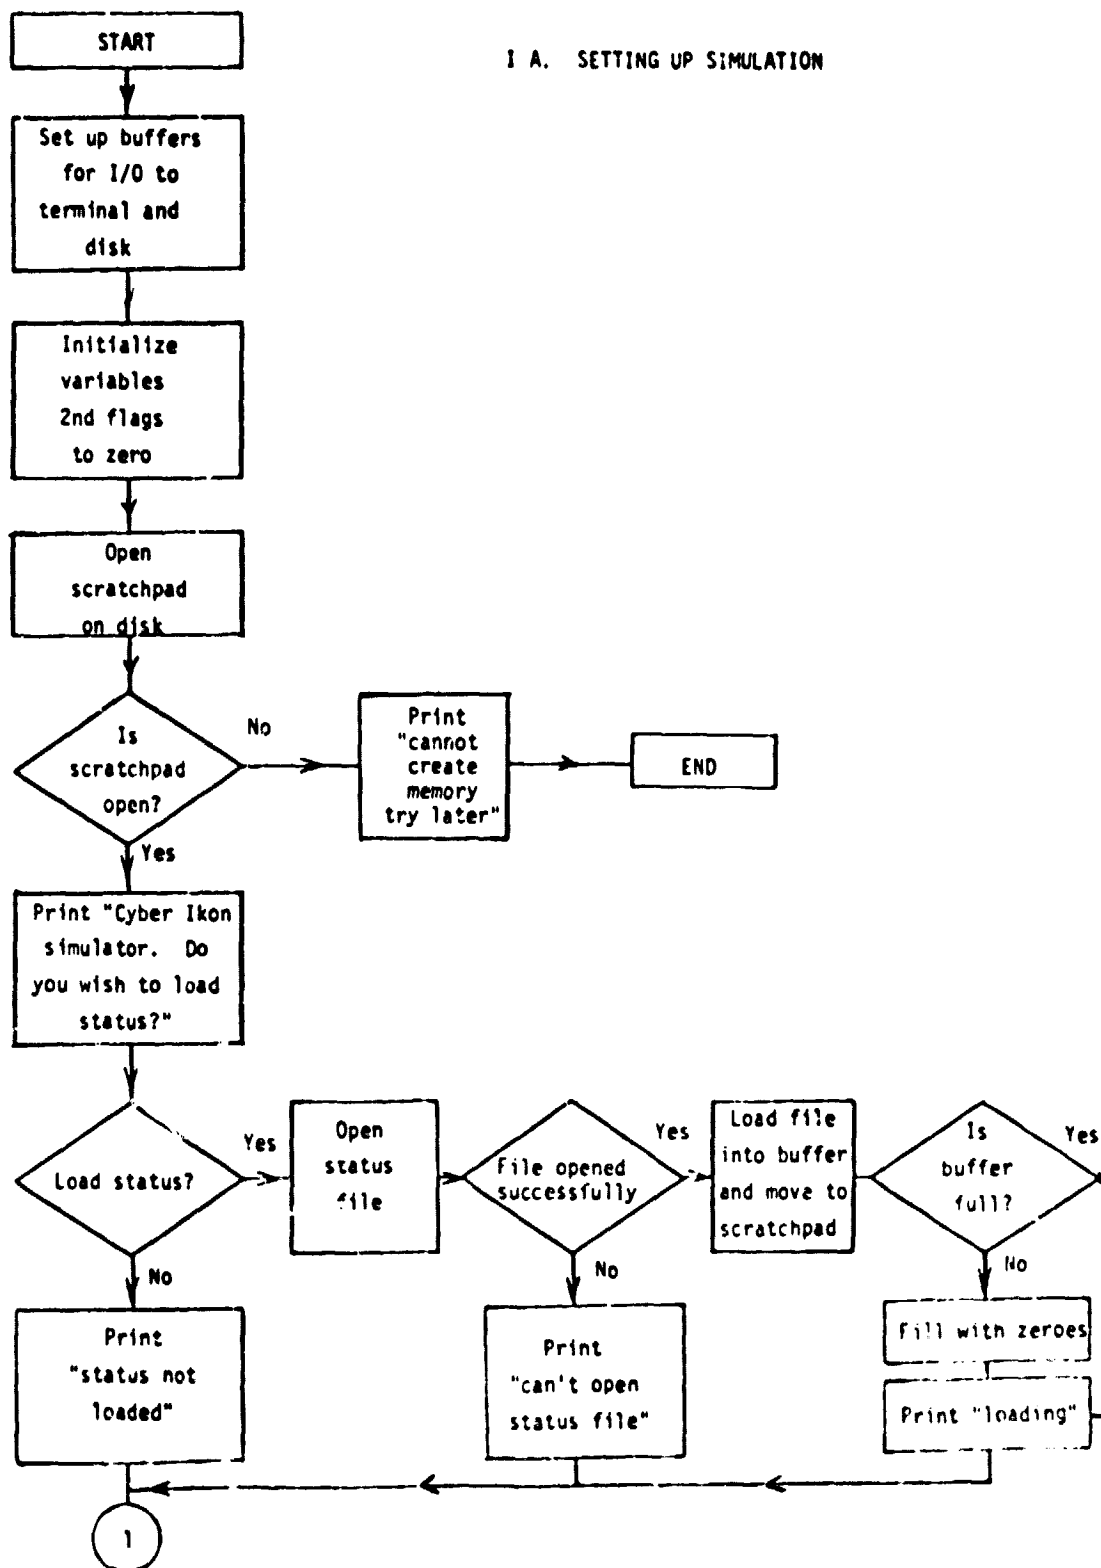 START
I A. SETTING UP SIMULATION
Set up buffers
for I/O to
terminal and
disk
Initialize
variables
2nd flags
to zero
Open
scratchpad
on disk
Is
scratchpad
open?
No
Print
"cannot
create
memory
try later"
END
Yes
Print "Cyber Ikon
simulator. Do
you wish to load
status?"
Load status?
Yes
Open
status
file
File opened
successfully
Yes
Load file
into buffer
and move to
scratchpad
Is
buffer
full?
Yes
No
Print
"status not
loaded"
No
Print
"can't open
status file"
No
Fill with zeroes
Print "loading"
1